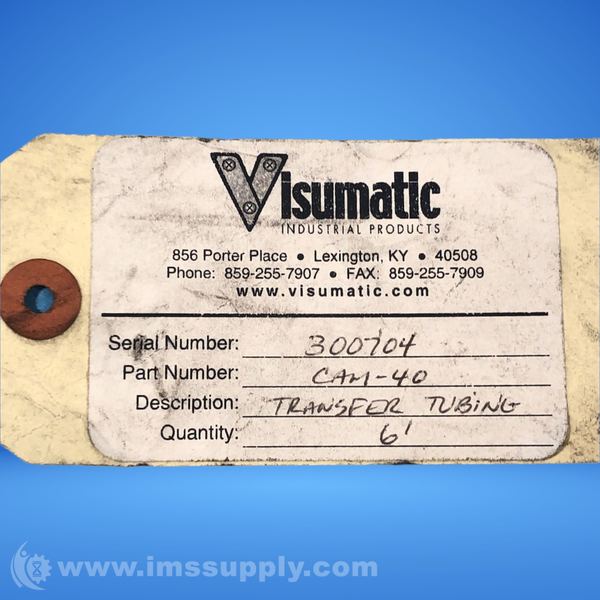 Visumatic
INDUSTRIAL PRODUCTS
856 Porter Place • Lexington, KY • 40508
Phone: 859-255-7907 • FAX: 859-255-7909
www.visumatic.com
Serial Number: 300704
Part Number: CAM-40
Description: TRANSFER TUBING
Quantity: 6'
www.imssupply.com